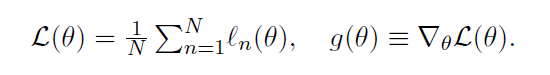 ℒ(θ) = 1/N ∑_{n=1}^{N} ℓ_n(θ), g(θ) ≡ ∇_θ ℒ(θ).